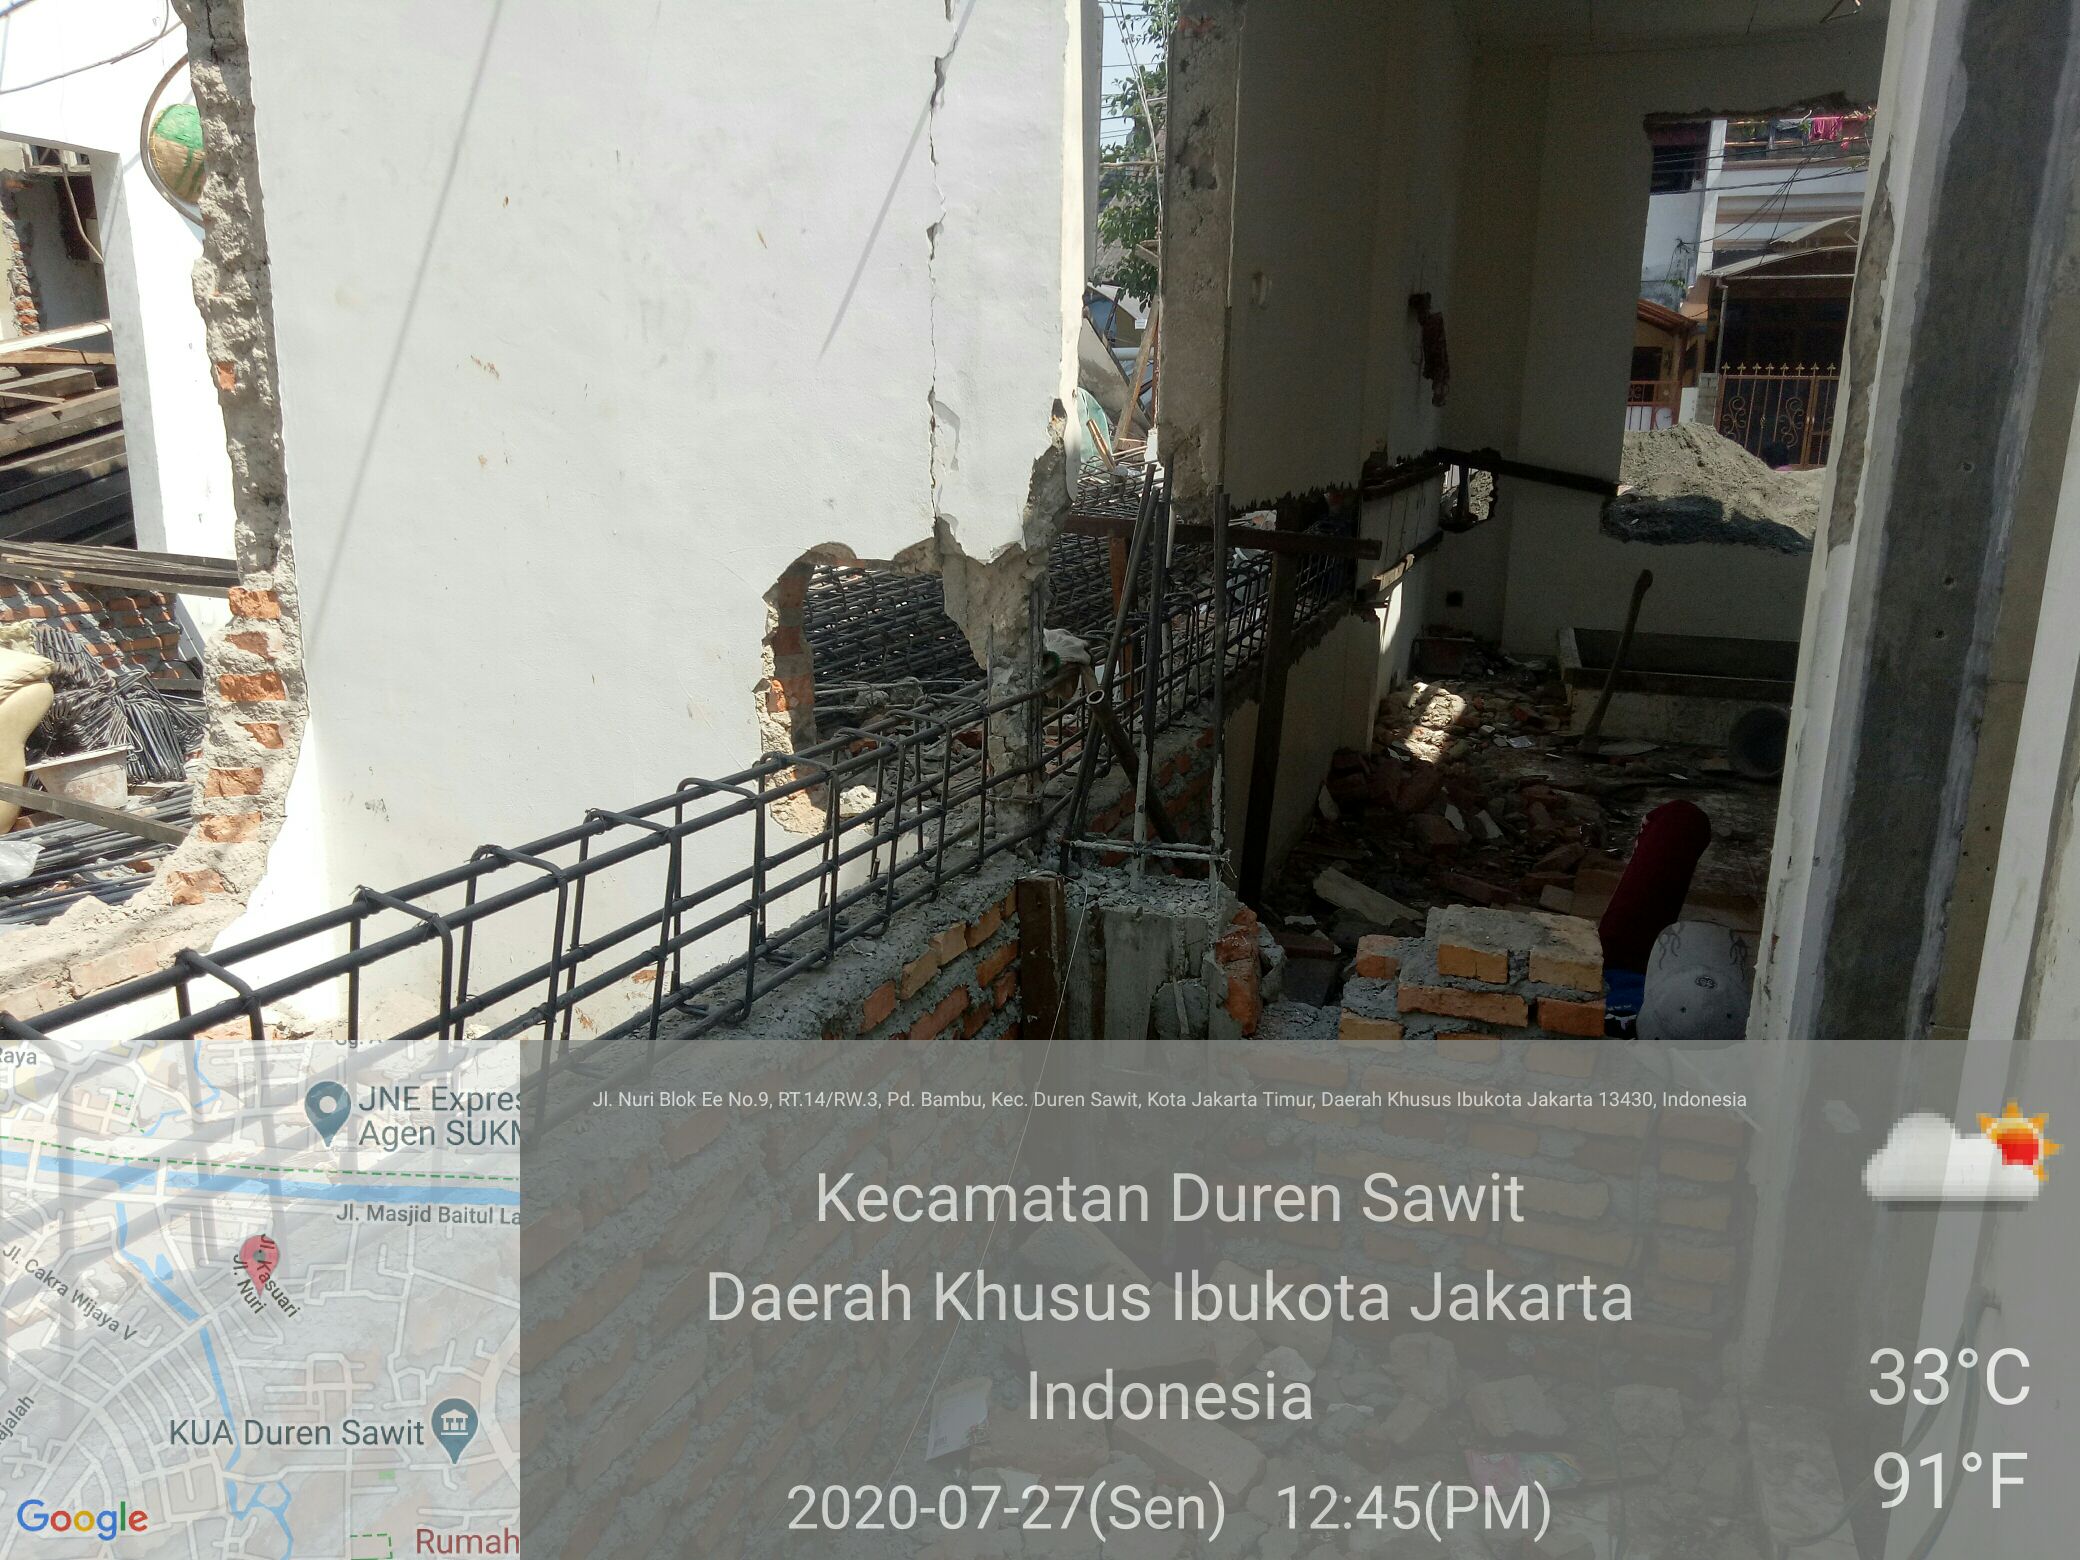 Jl. Nuri Blok Ee No.9, RT.14/RW.3, Pd. Bambu, Kec. Duren Sawit, Kota Jakarta Timur, Daerah Khusus Ibukota Jakarta 13430, Indonesia
Kecamatan Duren Sawit
Daerah Khusus Ibukota Jakarta
Indonesia
2020-07-27(Sen) 12:45(PM)
33°C
91°F
JNE Expres
Agen SUKM
Jl. Masjid Baitul La
Jl. Cakra Wijaya V
Jl. Kasuari
Jl. Nuri
KUA Duren Sawit
Google
Rumah